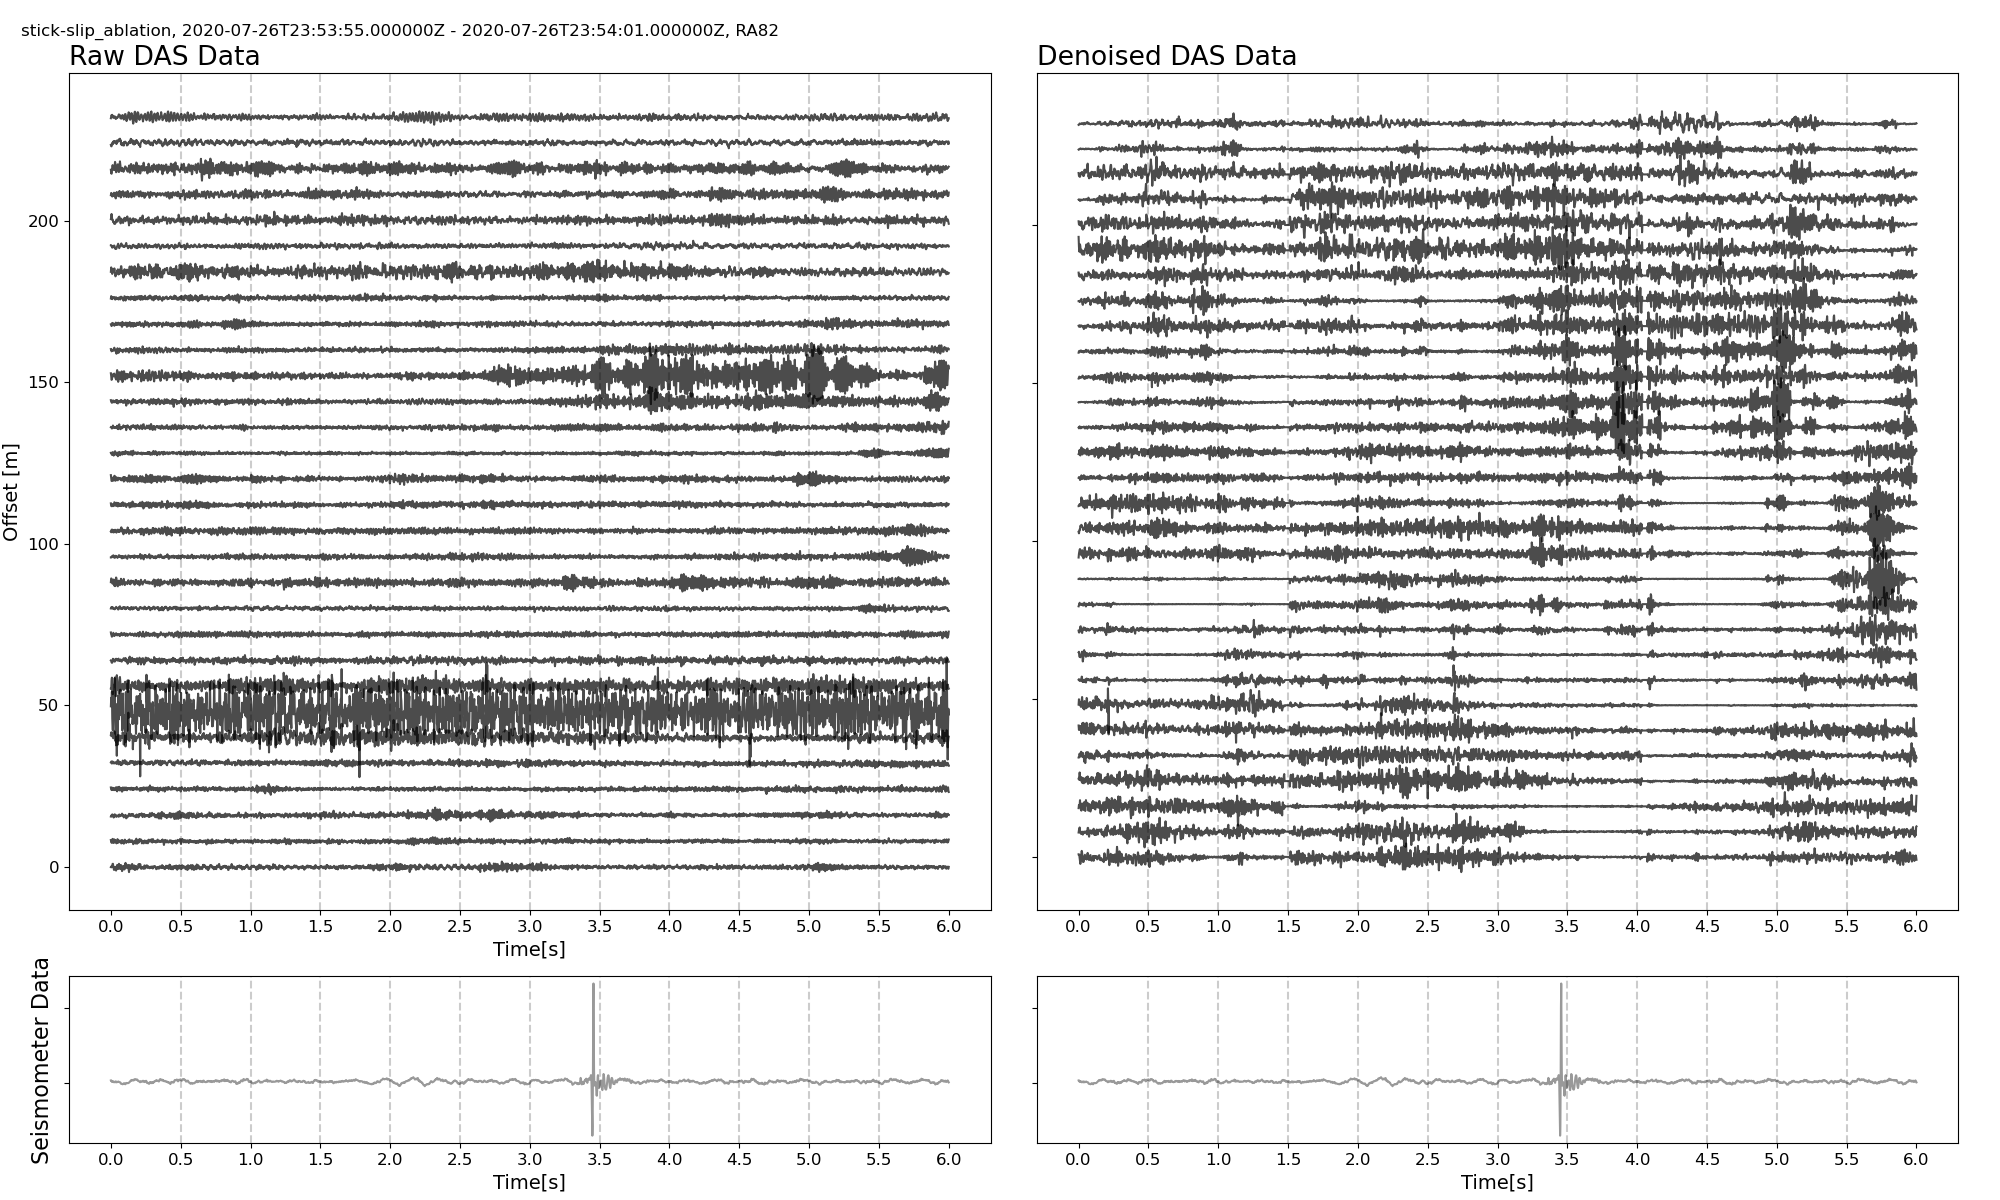 stick-slip_ablation, 2020-07-26T23:53:55.000000Z - 2020-07-26T23:54:01.000000Z, RA82
Raw DAS Data
Denoised DAS Data
Offset [m]
200
150
100
50
0
0.0 0.5 1.0 1.5 2.0 2.5 3.0 3.5 4.0 4.5 5.0 5.5 6.0
Time[s]
0.0 0.5 1.0 1.5 2.0 2.5 3.0 3.5 4.0 4.5 5.0 5.5 6.0
Seismometer Data
0.0 0.5 1.0 1.5 2.0 2.5 3.0 3.5 4.0 4.5 5.0 5.5 6.0
Time[s]
0.0 0.5 1.0 1.5 2.0 2.5 3.0 3.5 4.0 4.5 5.0 5.5 6.0
Time[s]